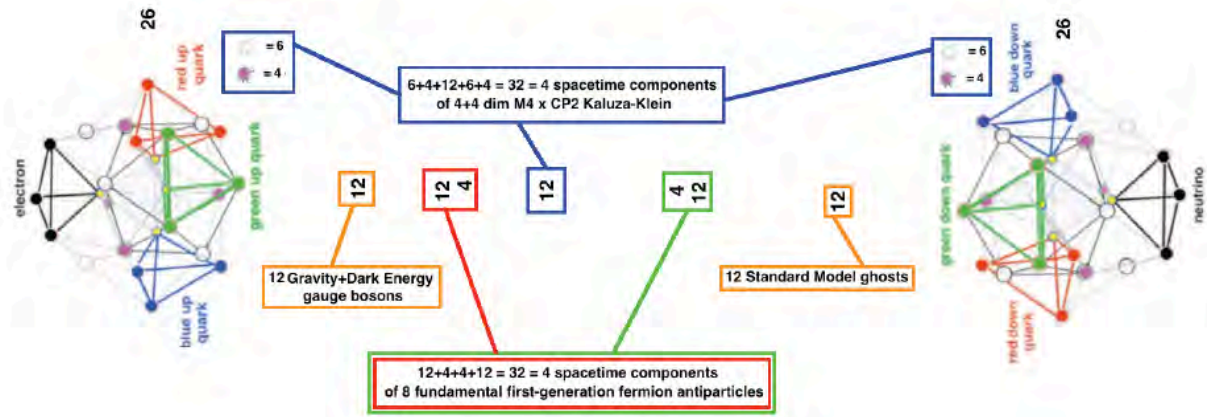 26
red up
quark
= 6
= 4
electron
green up quark
blue up
quark
6+4+12+6+4 = 32 = 4 spacetime components
of 4+4 dim M4 x CP2 Kaluza-Klein
12
12
4
12
4
12
12
12 Gravity+Dark Energy
gauge bosons
12 Standard Model ghosts
12+4+4+12 = 32 = 4 spacetime components
of 8 fundamental first-generation fermion antiparticles
= 6
= 4
blue down
quark
26
green down quark
neutrino
red down
quark